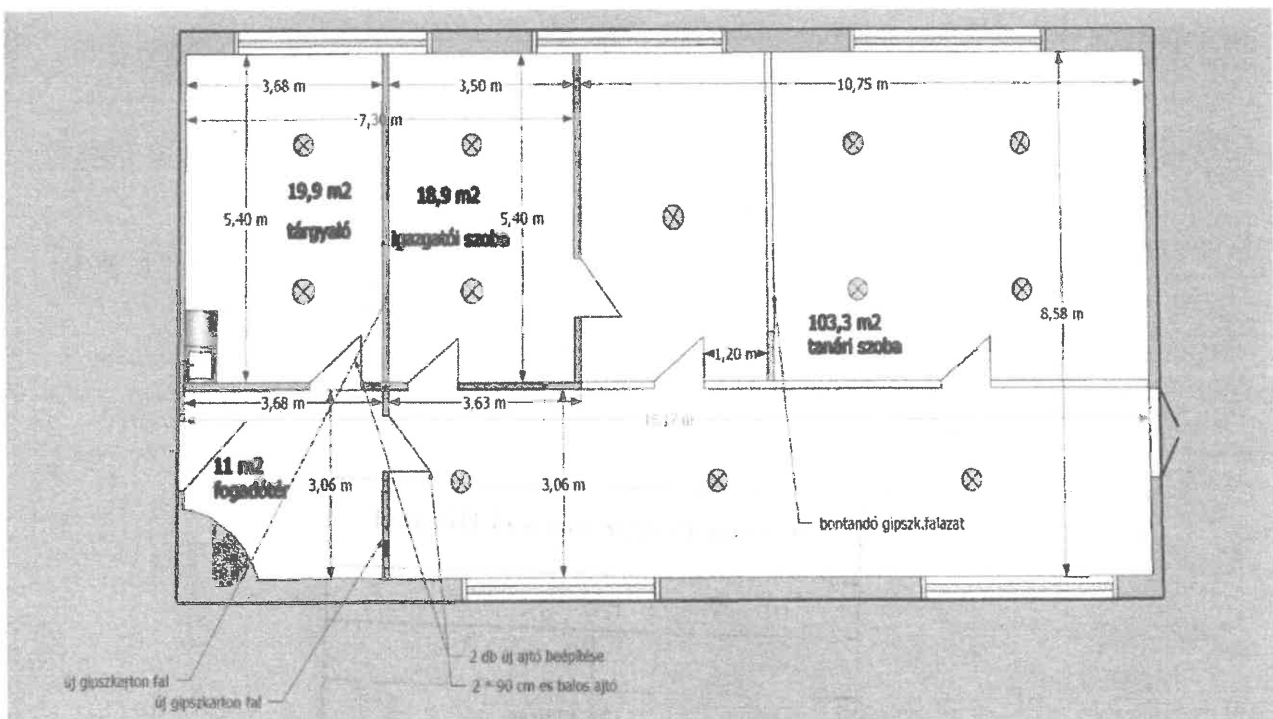 3,68 m
3,50 m
10,75 m
7,30 m
19,9 m2
tárgyaló
5,40 m
18,9 m2
igazgatói szoba
5,40 m
103,3 m2
tanári szoba
8,58 m
1,20 m
3,68 m
3,63 m
11 m2
fogadótér
3,06 m
3,06 m
bontandó gipszk.falazat
2 db új ajtó beépítése
2 * 90 cm es balos ajtó
új gipszkarton fal
új gipszkarton fal